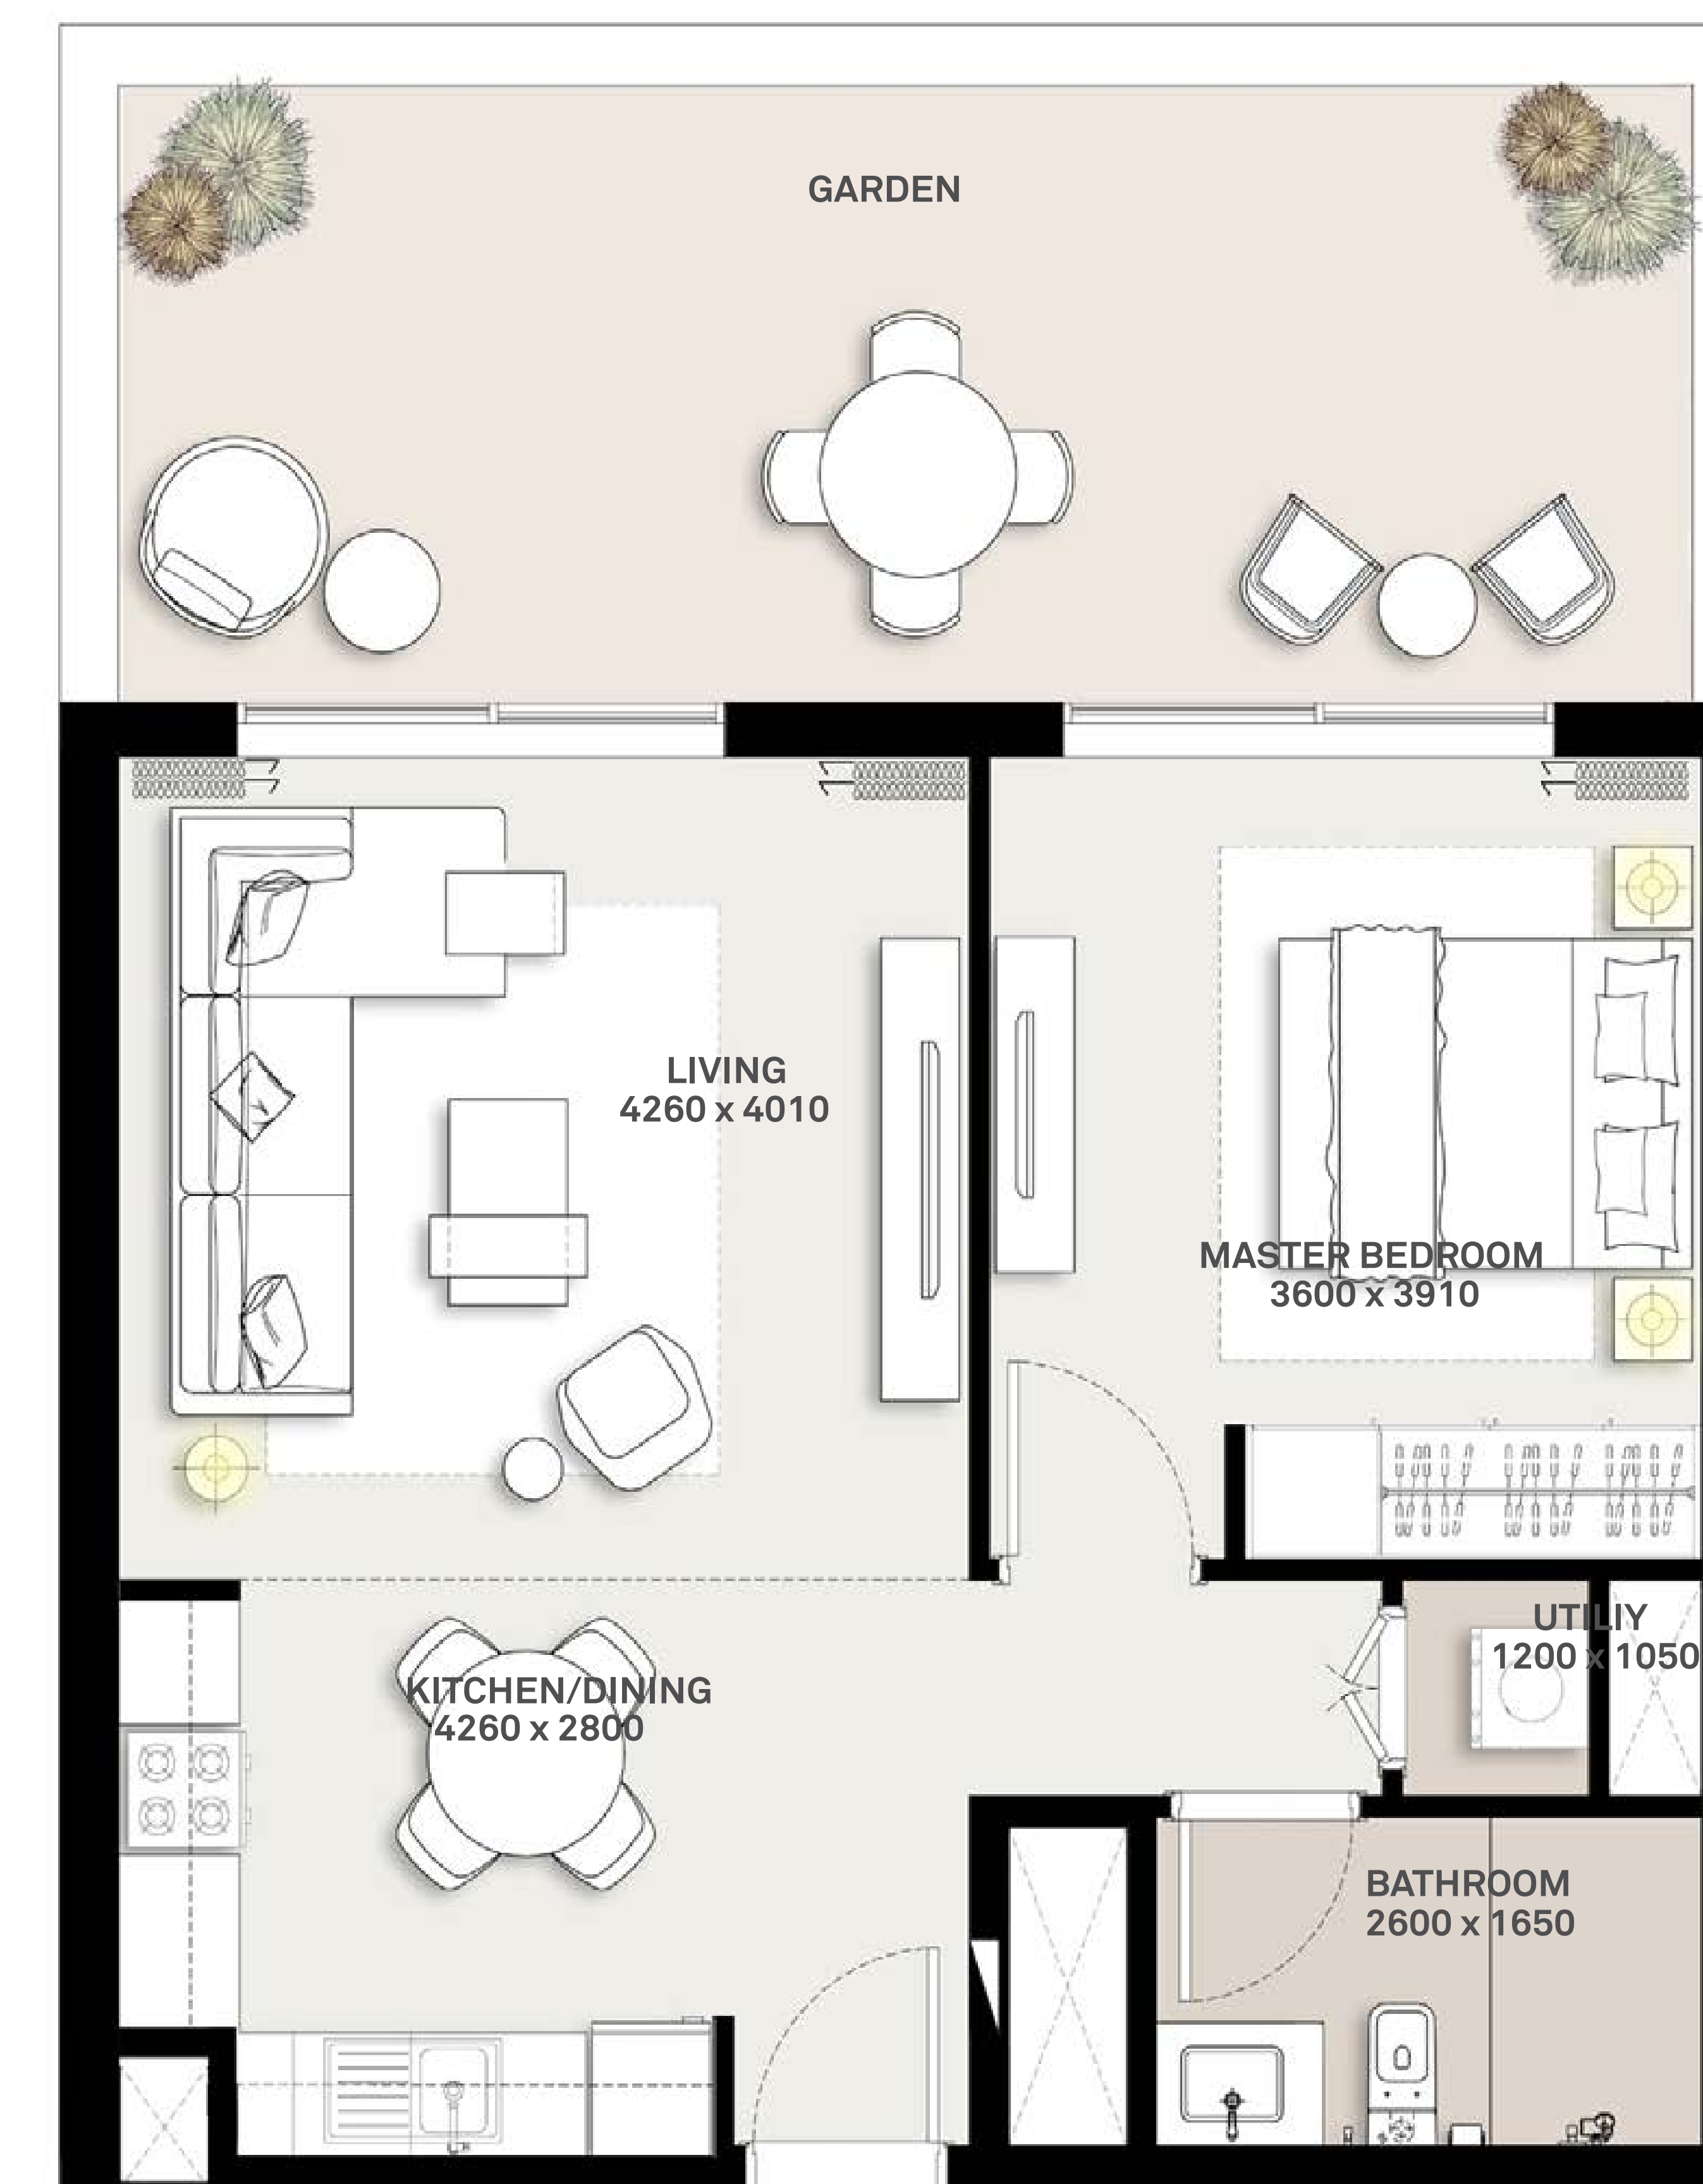 GARDEN
LIVING
4260 x 4010
MASTER BEDROOM
3600 x 3910
UTILIY
1200 x 1050
KITCHEN/DINING
4260 x 2800
BATHROOM
2600 x 1650